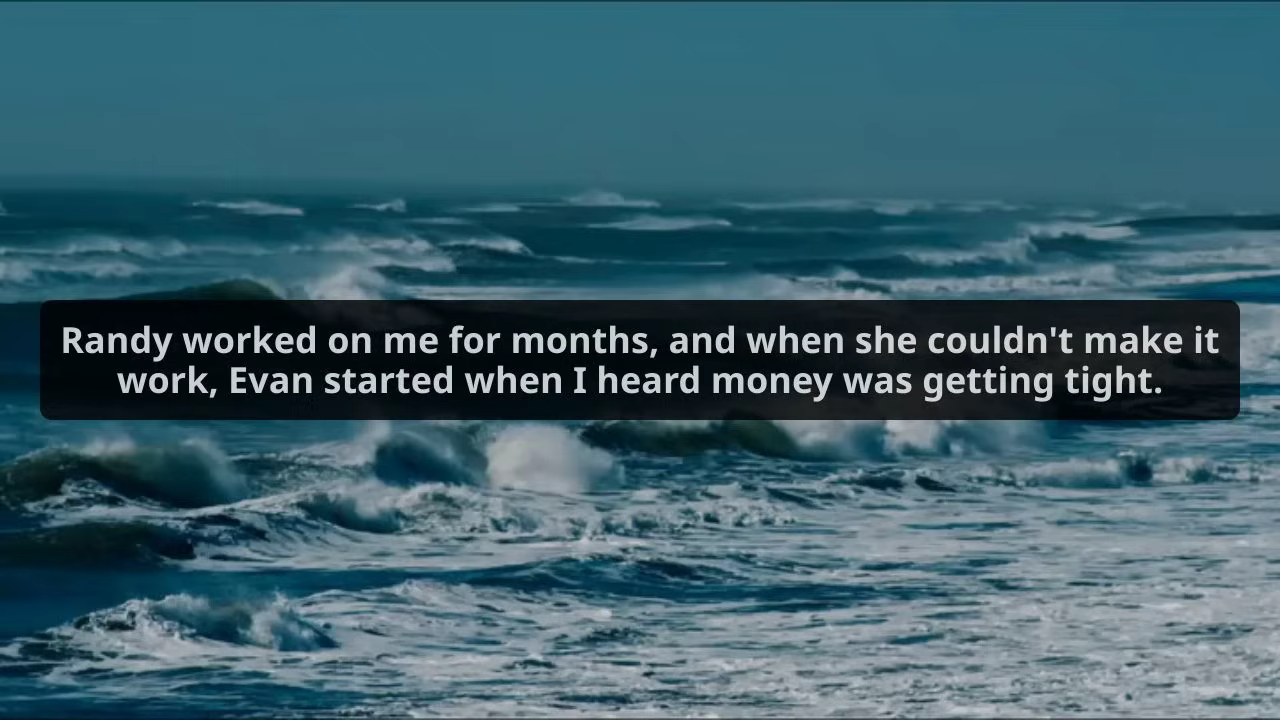 Randy worked on me for months, and when she couldn't make it
work, Evan started when I heard money was getting tight.